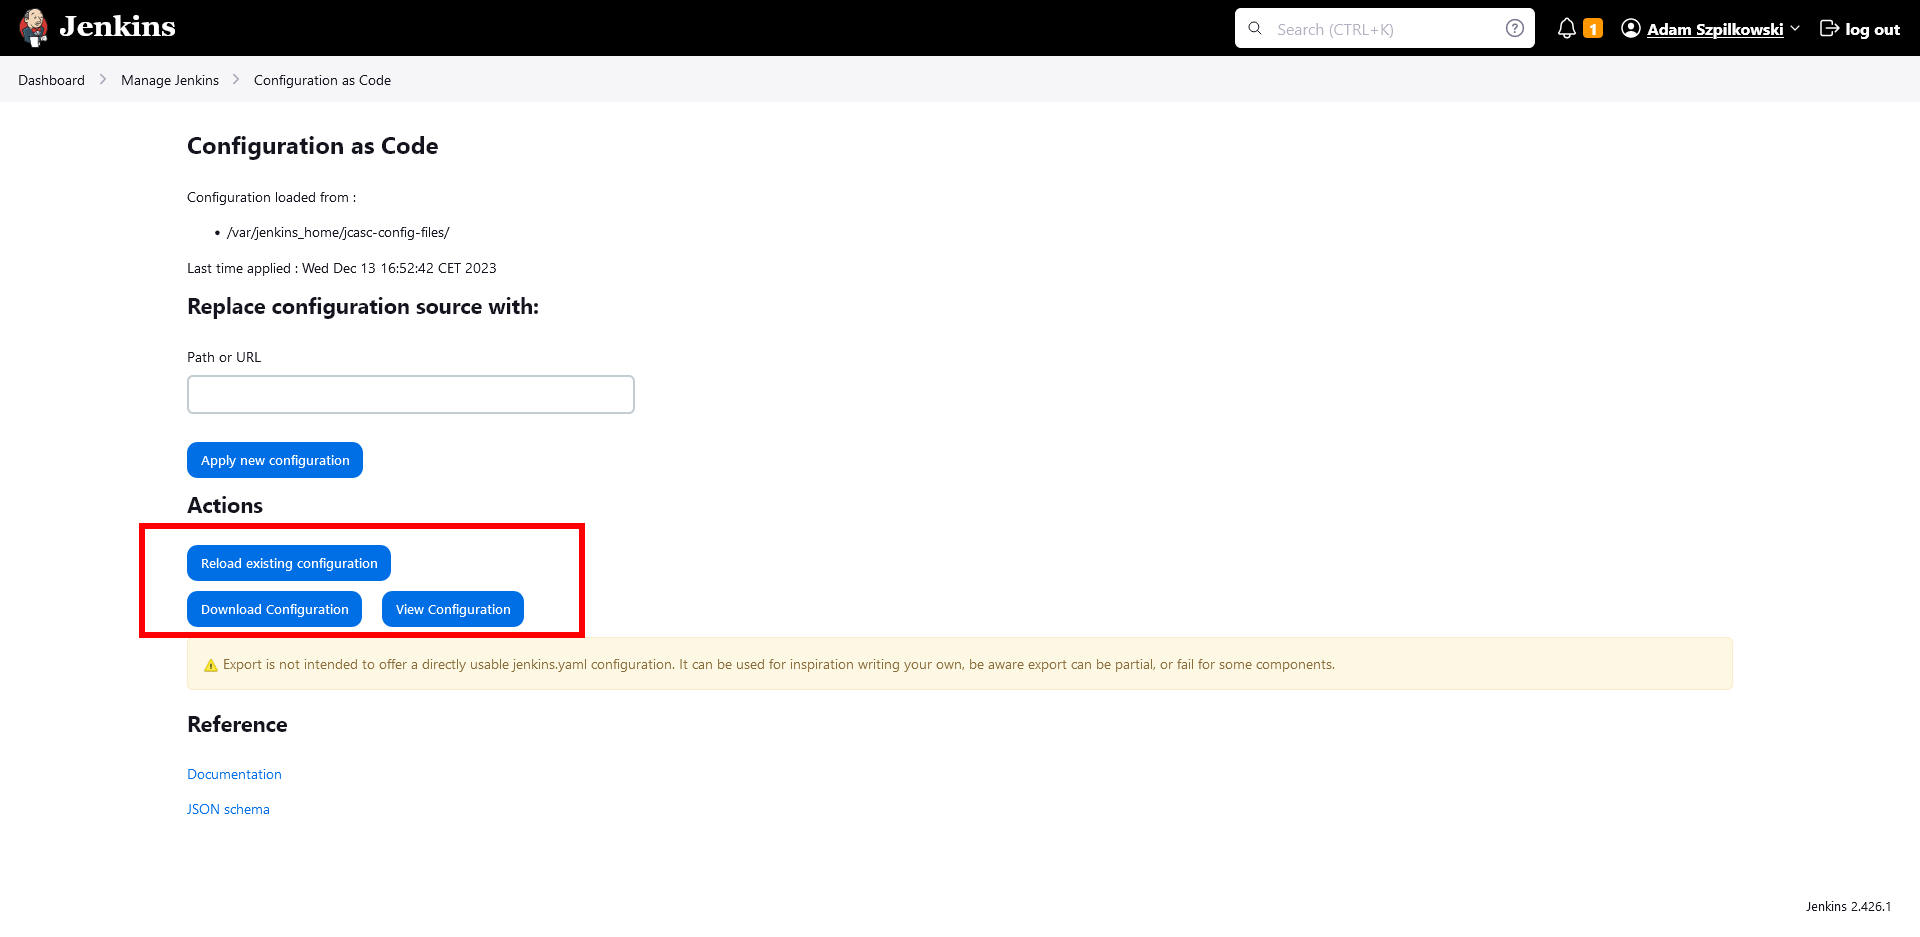 Jenkins
Search (CTRL+K)
?
1
Adam Szpilkowski
log out
Dashboard > Manage Jenkins > Configuration as Code
Configuration as Code
Configuration loaded from :
• /var/jenkins_home/jcasc-config-files/
Last time applied : Wed Dec 13 16:52:42 CET 2023
Replace configuration source with:
Path or URL
Apply new configuration
Actions
Reload existing configuration
Download Configuration View Configuration
Export is not intended to offer a directly usable jenkins.yaml configuration. It can be used for inspiration writing your own, be aware export can be partial, or fail for some components.
Reference
Documentation
JSON schema
Jenkins 2.426.1